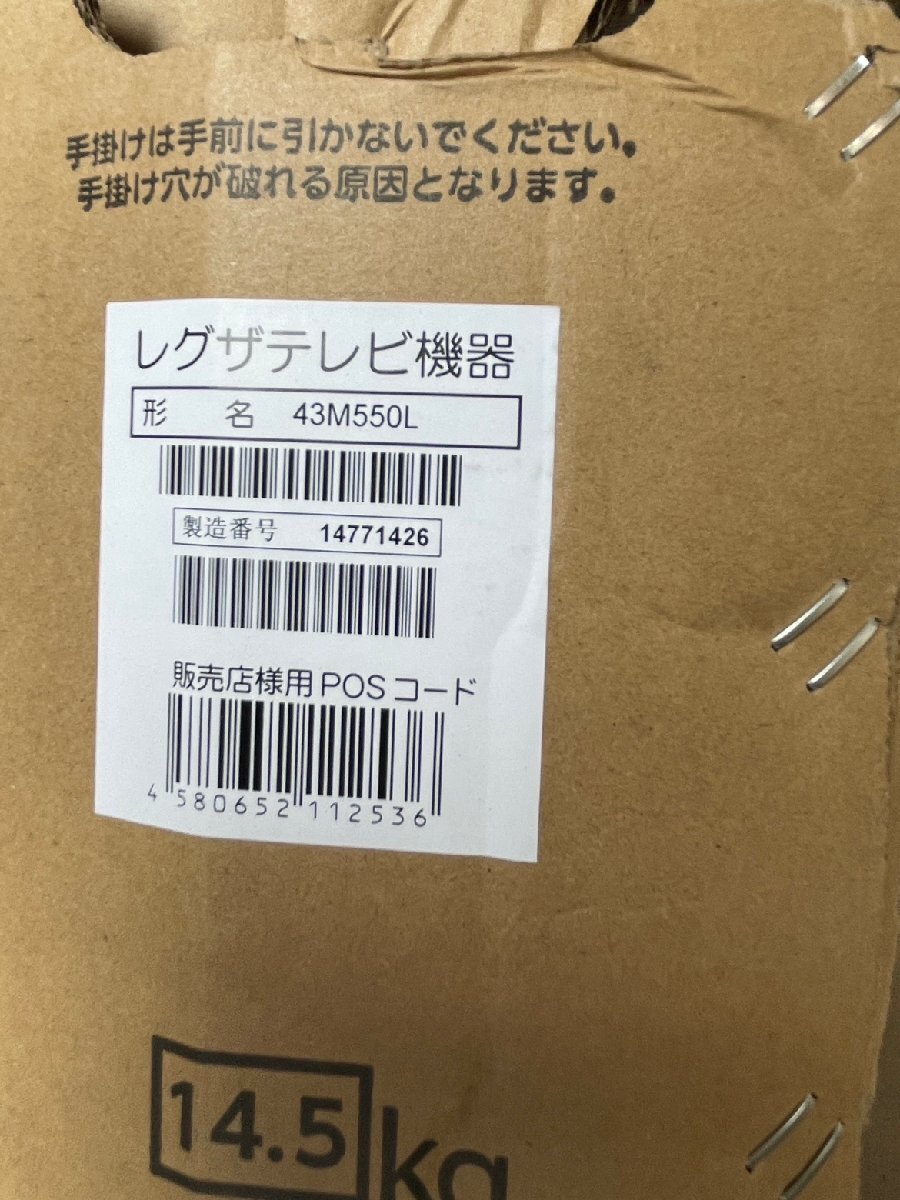 手掛けは手前に引かないでください。
手掛け穴が破れる原因となります。
レグザテレビ機器
形 名 43M550L
製造番号 14771426
販売店様用POSコード
4 580652 112536
14.5kg